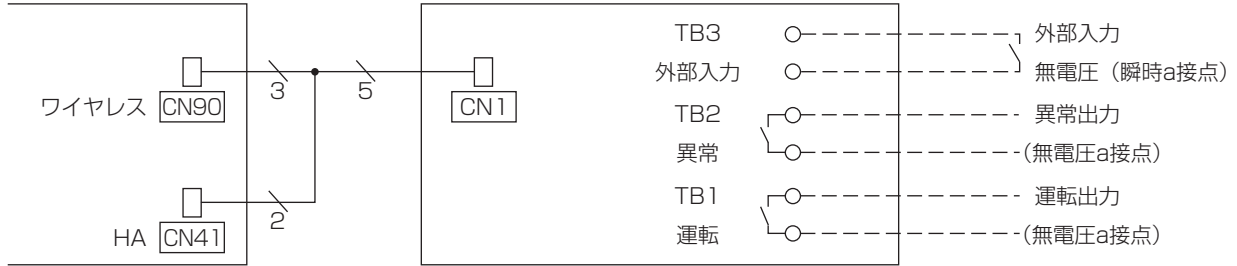 TB3
外部入力
外部入力
無電圧（瞬時a接点）
ワイヤレス CN90
3
5
CN1
TB2
異常出力
異常
(無電圧a接点)
TB1
運転出力
HA CN41
2
運転
(無電圧a接点)